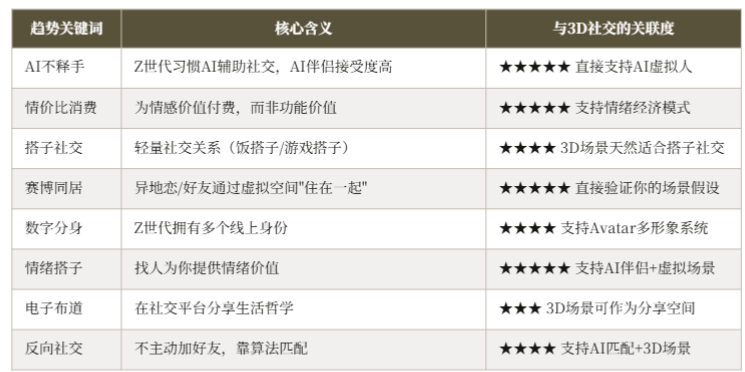 趋势关键词 核心含义 与3D社交的关联度
AI不释手 Z世代习惯AI辅助社交，AI伴侣接受度高 ★★★★★ 直接支持AI虚拟人
情价比消费 为情感价值付费，而非功能价值 ★★★★★ 支持情绪经济模式
搭子社交 轻量社交关系（饭搭子/游戏搭子） ★★★★ 3D场景天然适合搭子社交
赛博同居 异地恋/好友通过虚拟空间"住在一起" ★★★★★ 直接验证你的场景假设
数字分身 Z世代拥有多个线上身份 ★★★★ 支持Avatar多形象系统
情绪搭子 找人为你提供情绪价值 ★★★★★ 支持AI伴侣+虚拟场景
电子布道 在社交平台分享生活哲学 ★★★ 3D场景可作为分享空间
反向社交 不主动加好友，靠算法匹配 ★★★★ 支持AI匹配+3D场景